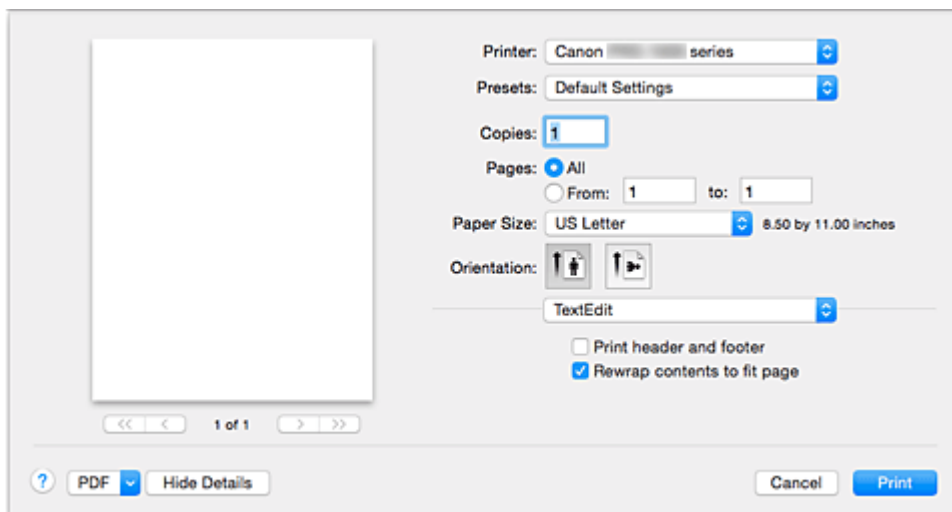 Printer: Canon series
Presets: Default Settings
Copies: 1
Pages: All
From: 1 to: 1
Paper Size: US Letter 8.50 by 11.00 inches
Orientation:
TextEdit
Print header and footer
Rewrap contents to fit page
<< < 1 of 1 > >>
? PDF Hide Details Cancel Print